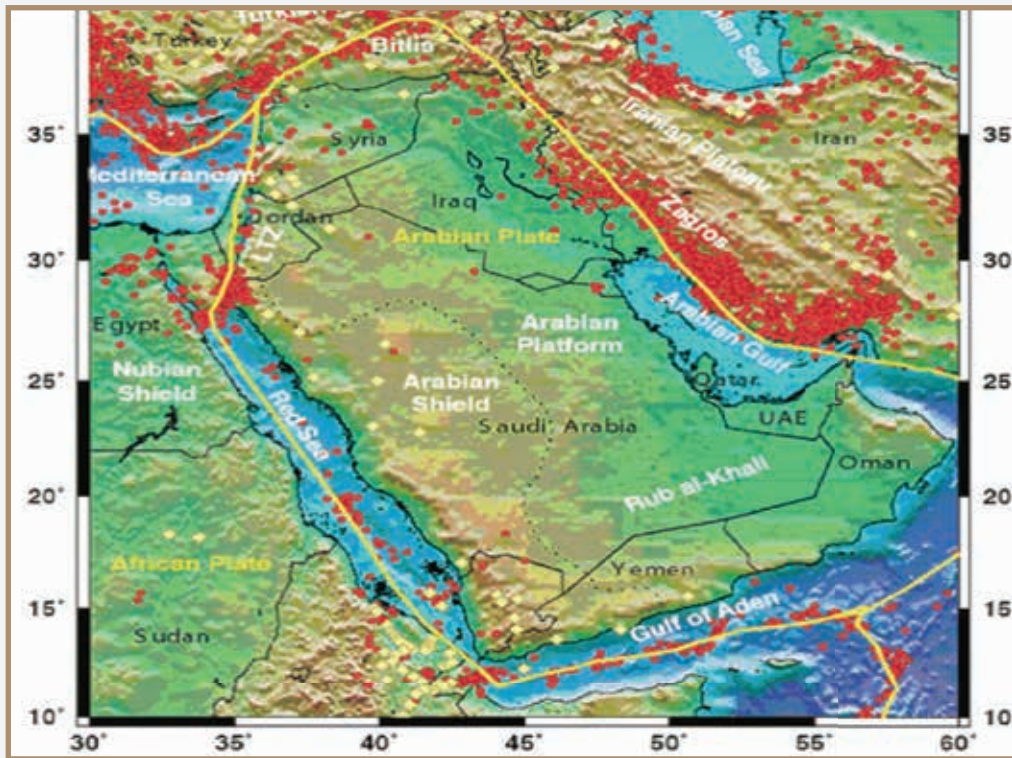 Turkey
Bitlis
35°
35
Syria
Iranian Plateau
Iran
Mediterranean
Sea
Iraq
Jordan
LTZ
Arabian Plate
Zagros
30°
30
Egypt
Arabian
Platform
Arabian Gulf
Nubian
Shield
Arabian
Shield
Qatar
25°
25
Red Sea
Saudi Arabia
UAE
Oman
Rub al-Khali
20°
20
African Plate
Yemen
15°
15
Sudan
Gulf of Aden
10°
10
30°
35°
40°
45°
50°
55°
60°